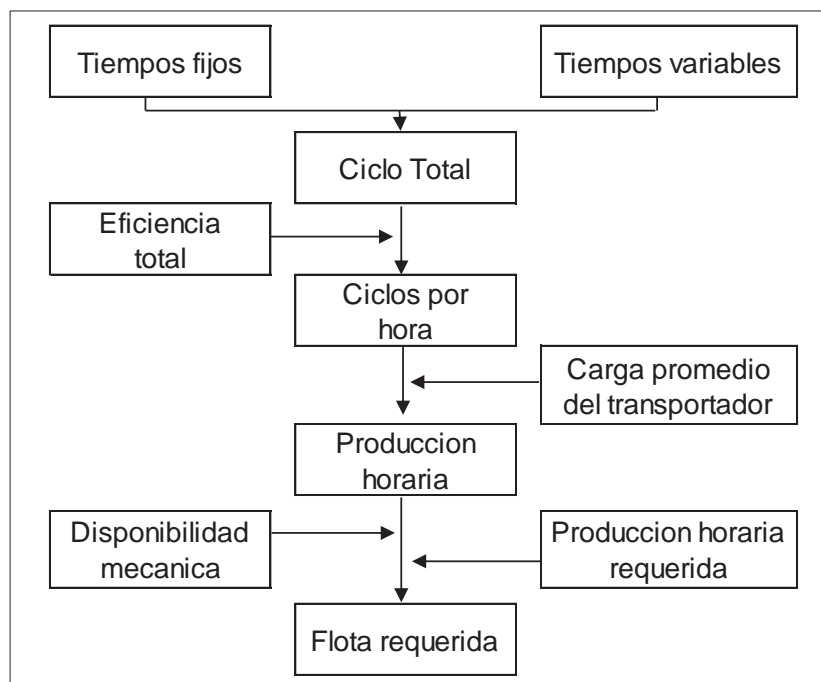 Tiempos fijos
Tiempos variables
Ciclo Total
Eficiencia
total
Ciclos por
hora
Carga promedio
del transportador
Produccion
horaria
Disponibilidad
mecanica
Produccion horaria
requerida
Flota requerida